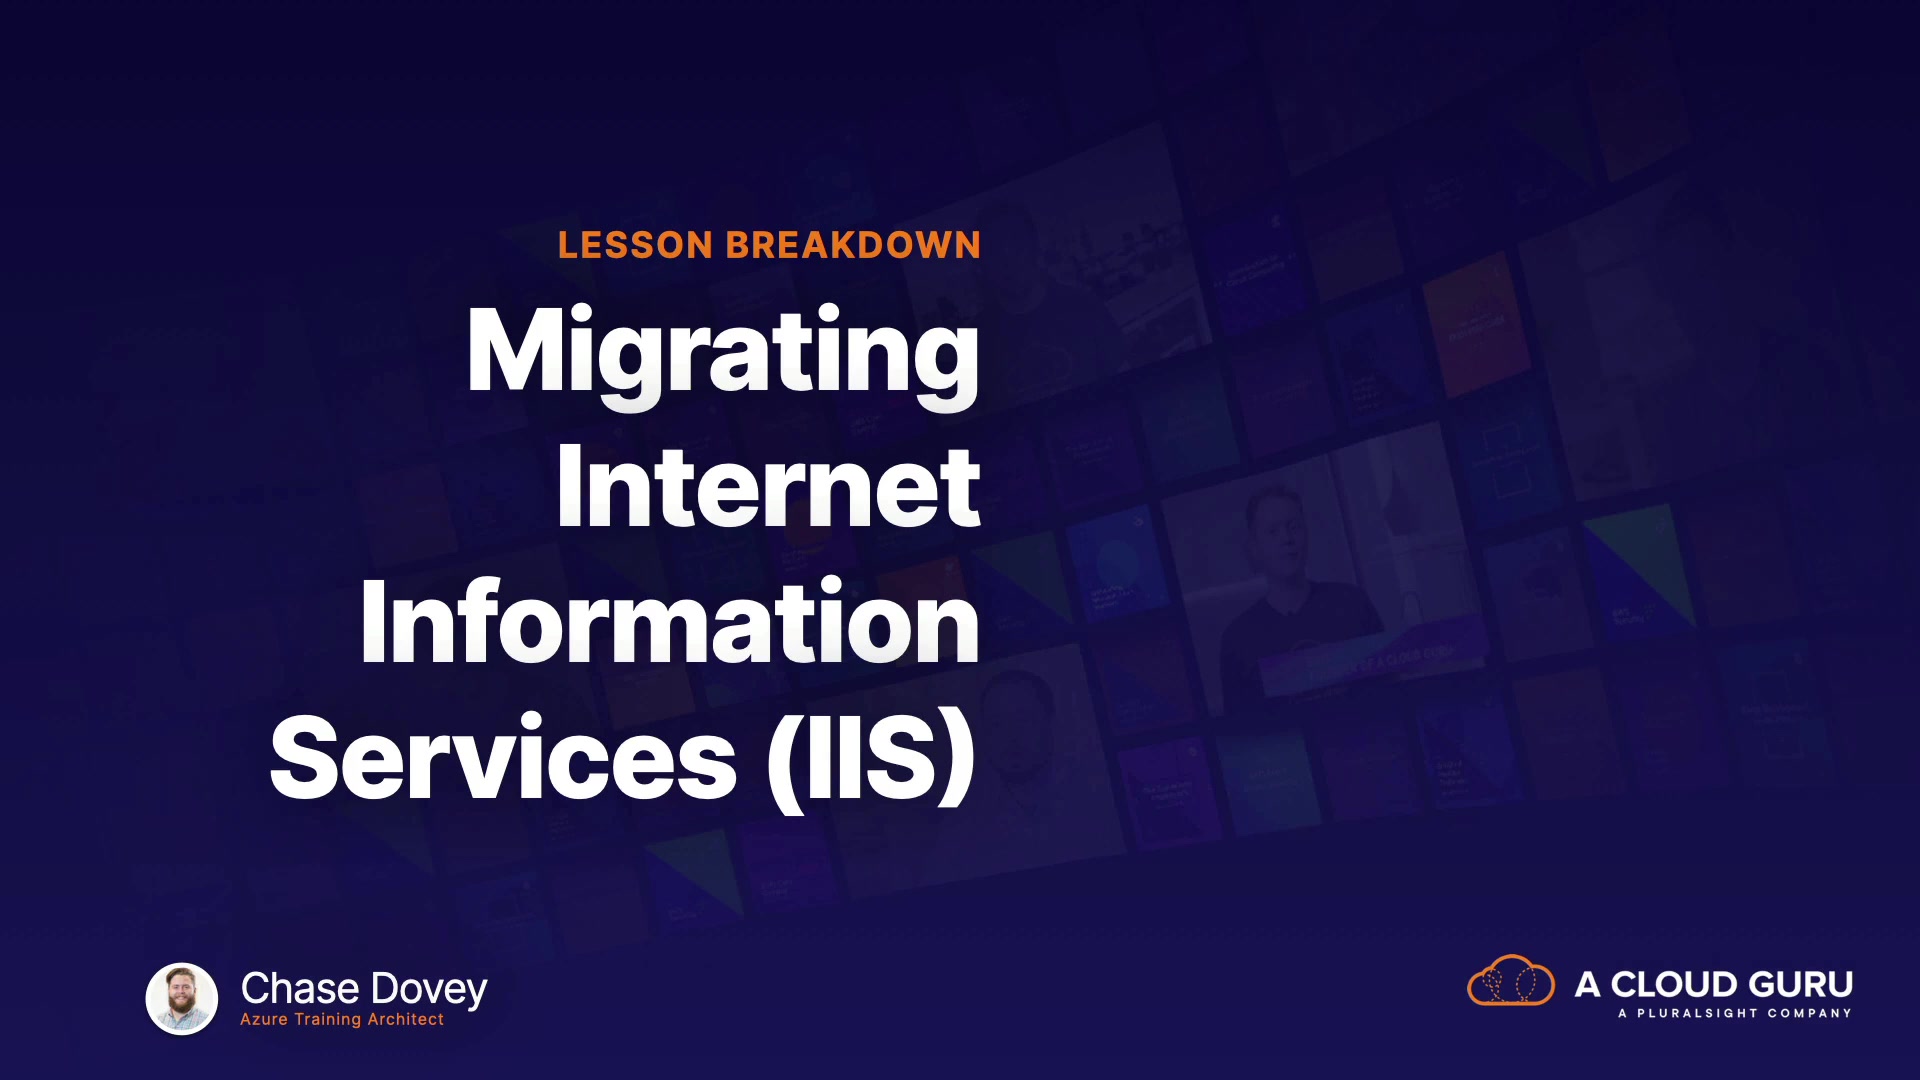 LESSON BREAKDOWN
Migrating
Internet
Information
Services (IIS)
Chase Dovey
Azure Training Architect
A CLOUD GURU
A PLURALSIGHT COMPANY